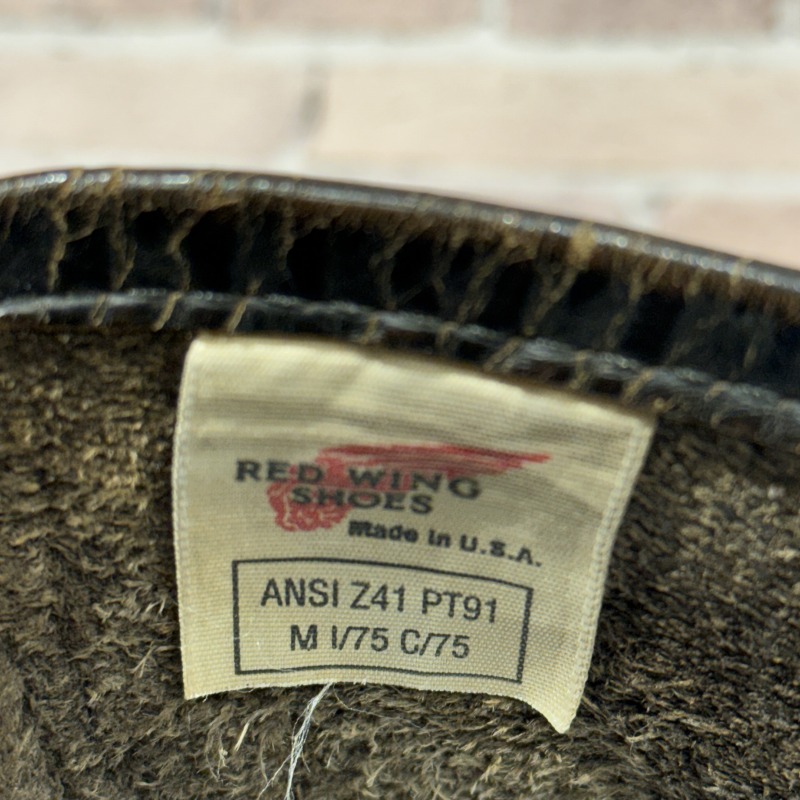 RED WING
SHOES
Made in U.S.A.
ANSI Z41 PT91
M I/75 C/75